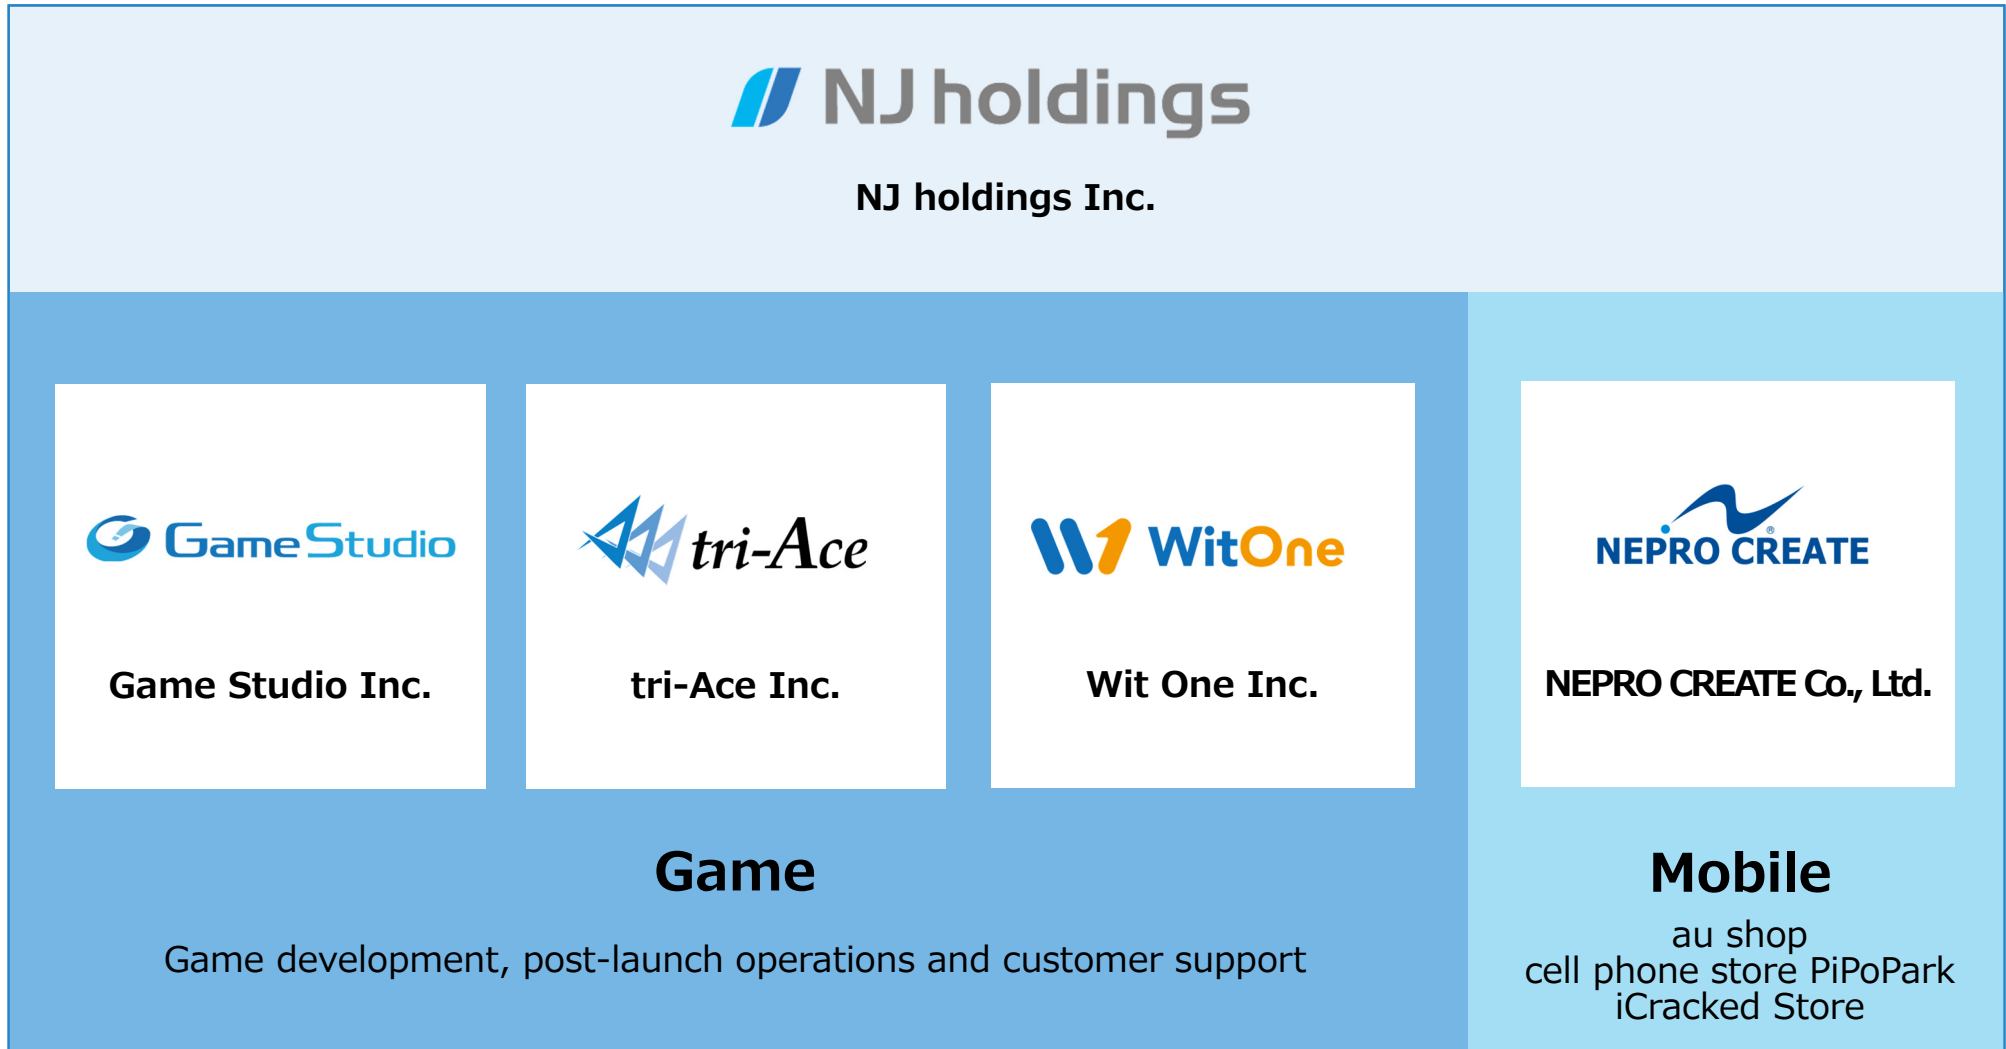 NJ holdings
NJ holdings Inc.
GameStudio
Game Studio Inc.
tri-Ace
tri-Ace Inc.
W1 WitOne
Wit One Inc.
NEPRO CREATE®
NEPRO CREATE Co., Ltd.
Game
Game development, post-launch operations and customer support
Mobile
au shop
cell phone store PiPoPark
iCracked Store